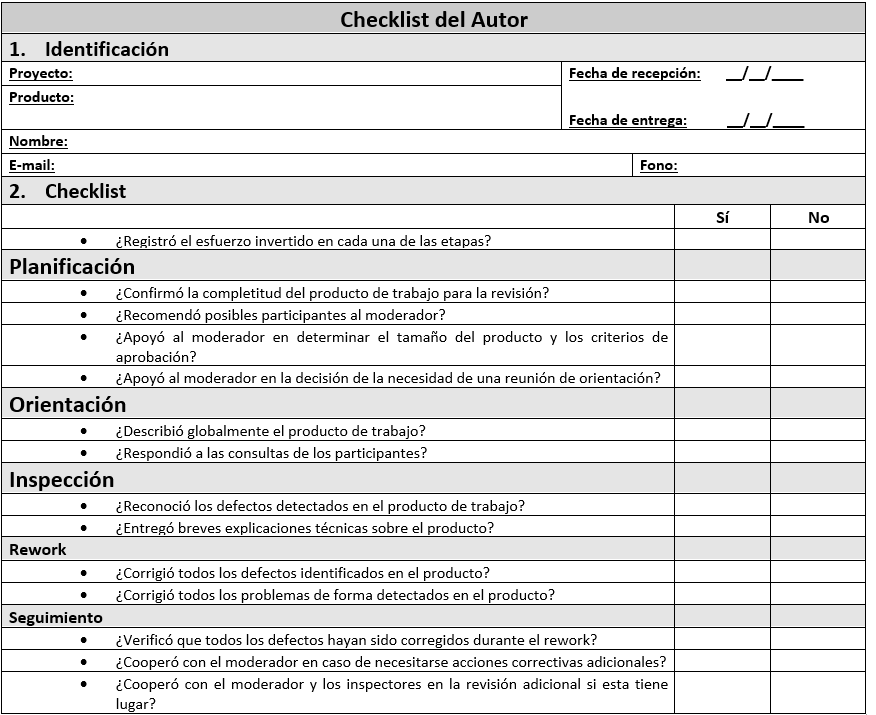 Checklist del Autor
1. Identificación
Proyecto:
Fecha de recepción: __/__/____
Producto:
Fecha de entrega: __/__/____
Nombre:
E-mail:
Fono:
2. Checklist
Sí No
• ¿Registró el esfuerzo invertido en cada una de las etapas?
Planificación
• ¿Confirmó la completitud del producto de trabajo para la revisión?
• ¿Recomendó posibles participantes al moderador?
• ¿Apoyó al moderador en determinar el tamaño del producto y los criterios de
aprobación?
• ¿Apoyó al moderador en la decisión de la necesidad de una reunión de orientación?
Orientación
• ¿Describió globalmente el producto de trabajo?
• ¿Respondió a las consultas de los participantes?
Inspección
• ¿Reconoció los defectos detectados en el producto de trabajo?
• ¿Entregó breves explicaciones técnicas sobre el producto?
Rework
• ¿Corrigió todos los defectos identificados en el producto?
• ¿Corrigió todos los problemas de forma detectados en el producto?
Seguimiento
• ¿Verificó que todos los defectos hayan sido corregidos durante el rework?
• ¿Cooperó con el moderador en caso de necesitarse acciones correctivas adicionales?
• ¿Cooperó con el moderador y los inspectores en la revisión adicional si esta tiene
lugar?